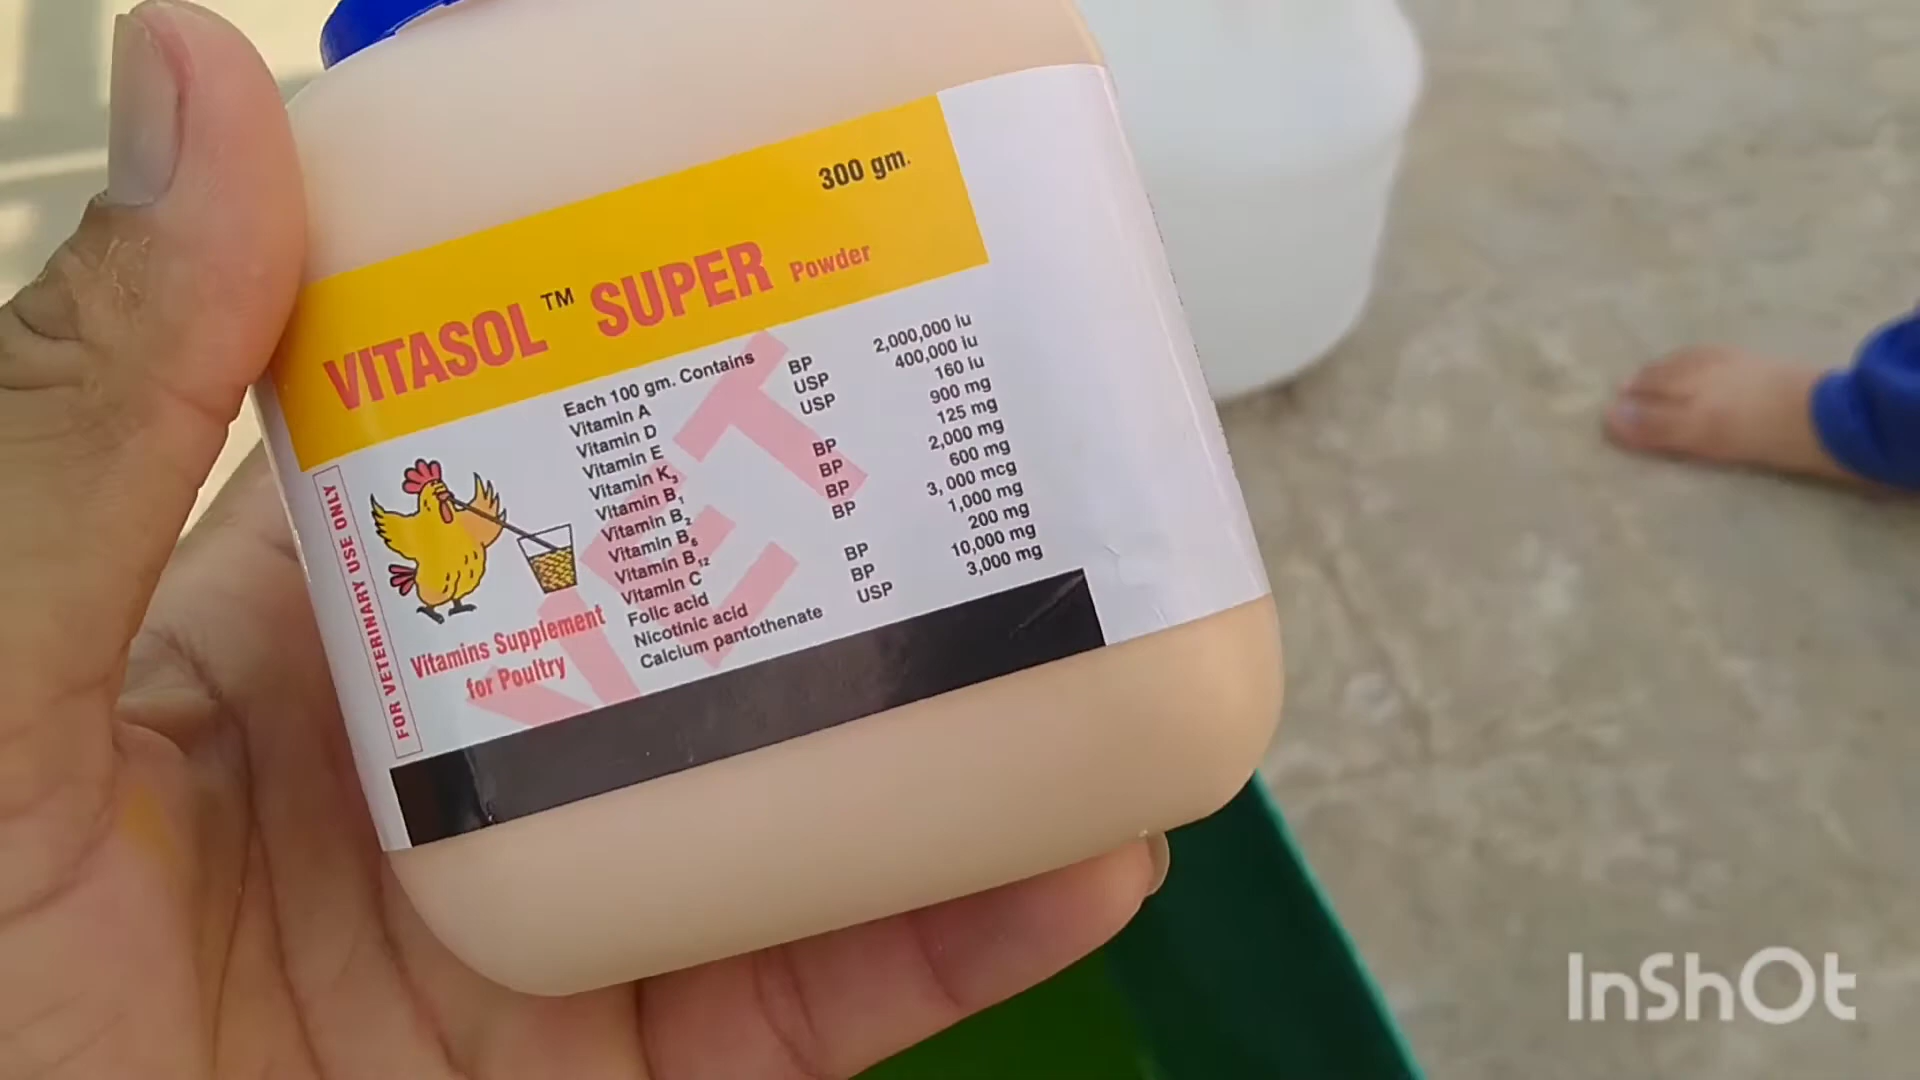 300 gm.
VITASOL™ SUPER Powder
Each 100 gm. Contains
Vitamin A BP 2,000,000 iu
Vitamin D USP 400,000 iu
Vitamin E USP 160 iu
Vitamin K3 900 mg
Vitamin B1 BP 125 mg
Vitamin B2 BP 2,000 mg
Vitamin B6 BP 600 mg
Vitamin B12 BP 3, 000 mcg
Vitamin C 1,000 mg
Folic acid BP 200 mg
Nicotinic acid BP 10,000 mg
Calcium pantothenate USP 3,000 mg
VET
FOR VETERINARY USE ONLY
Vitamins Supplement
for Poultry
InShOt